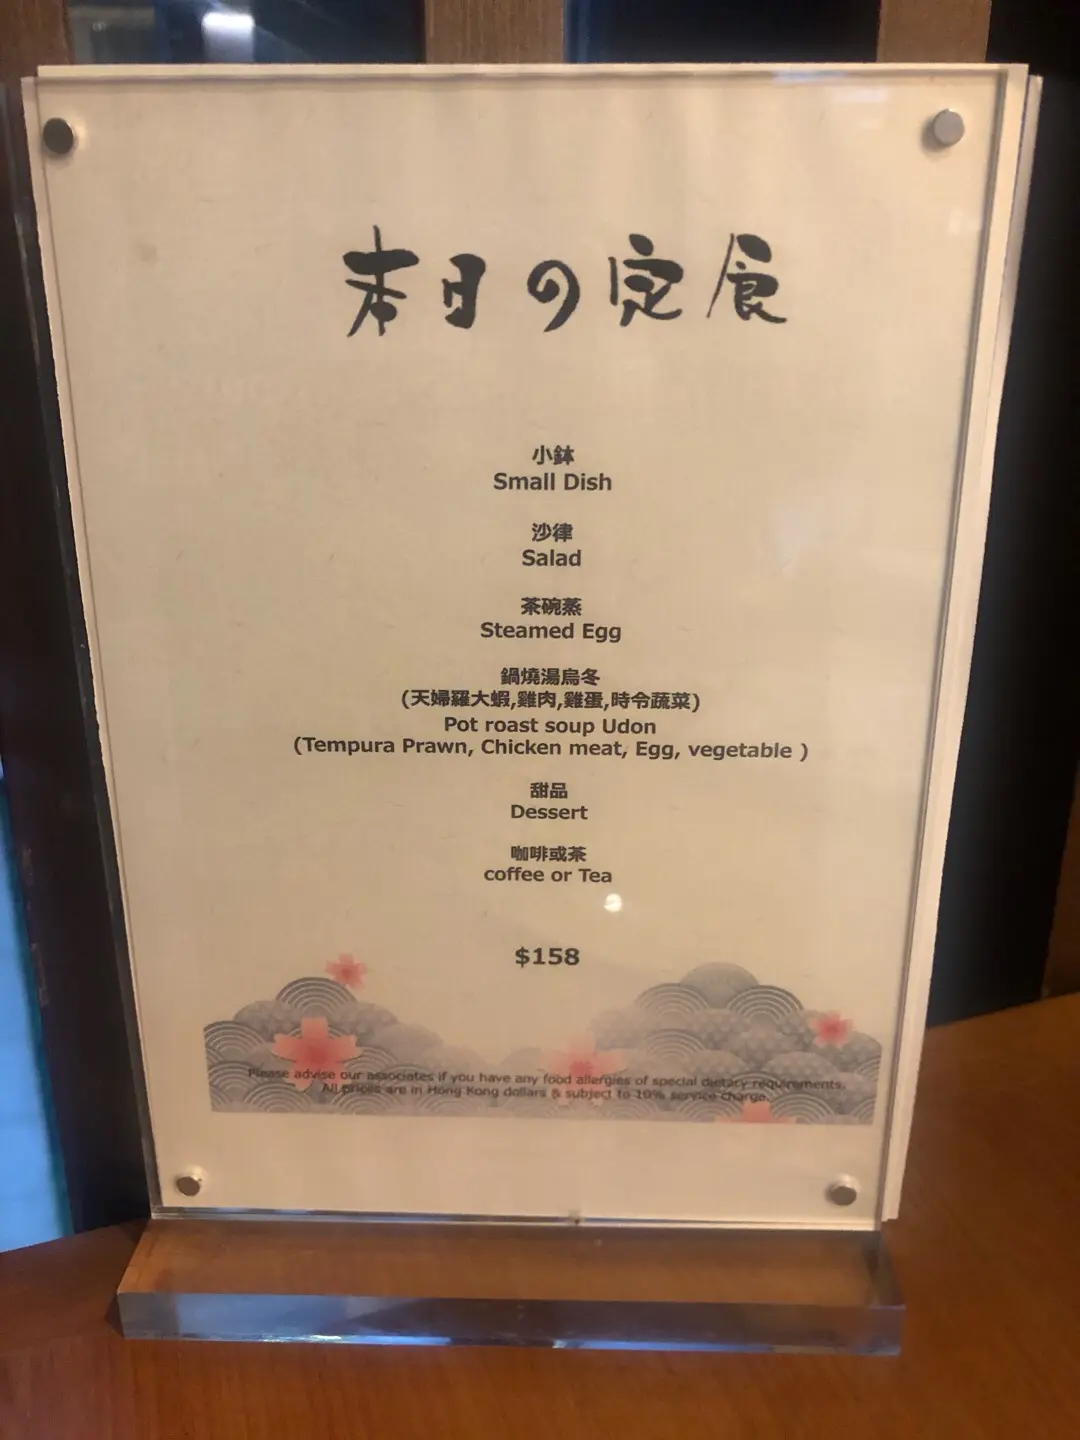 本日の定食
小鉢
Small Dish
沙律
Salad
茶碗蒸
Steamed Egg
鍋燒湯烏冬
(天婦羅大蝦,雞肉,雞蛋,時令蔬菜)
Pot roast soup Udon
(Tempura Prawn, Chicken meat, Egg, vegetable )
甜品
Dessert
咖啡或茶
coffee or Tea
$158
Please advise our associates if you have any food allergies of special dietary requirements.
All prices are in Hong Kong dollars & subject to 10% service charge.